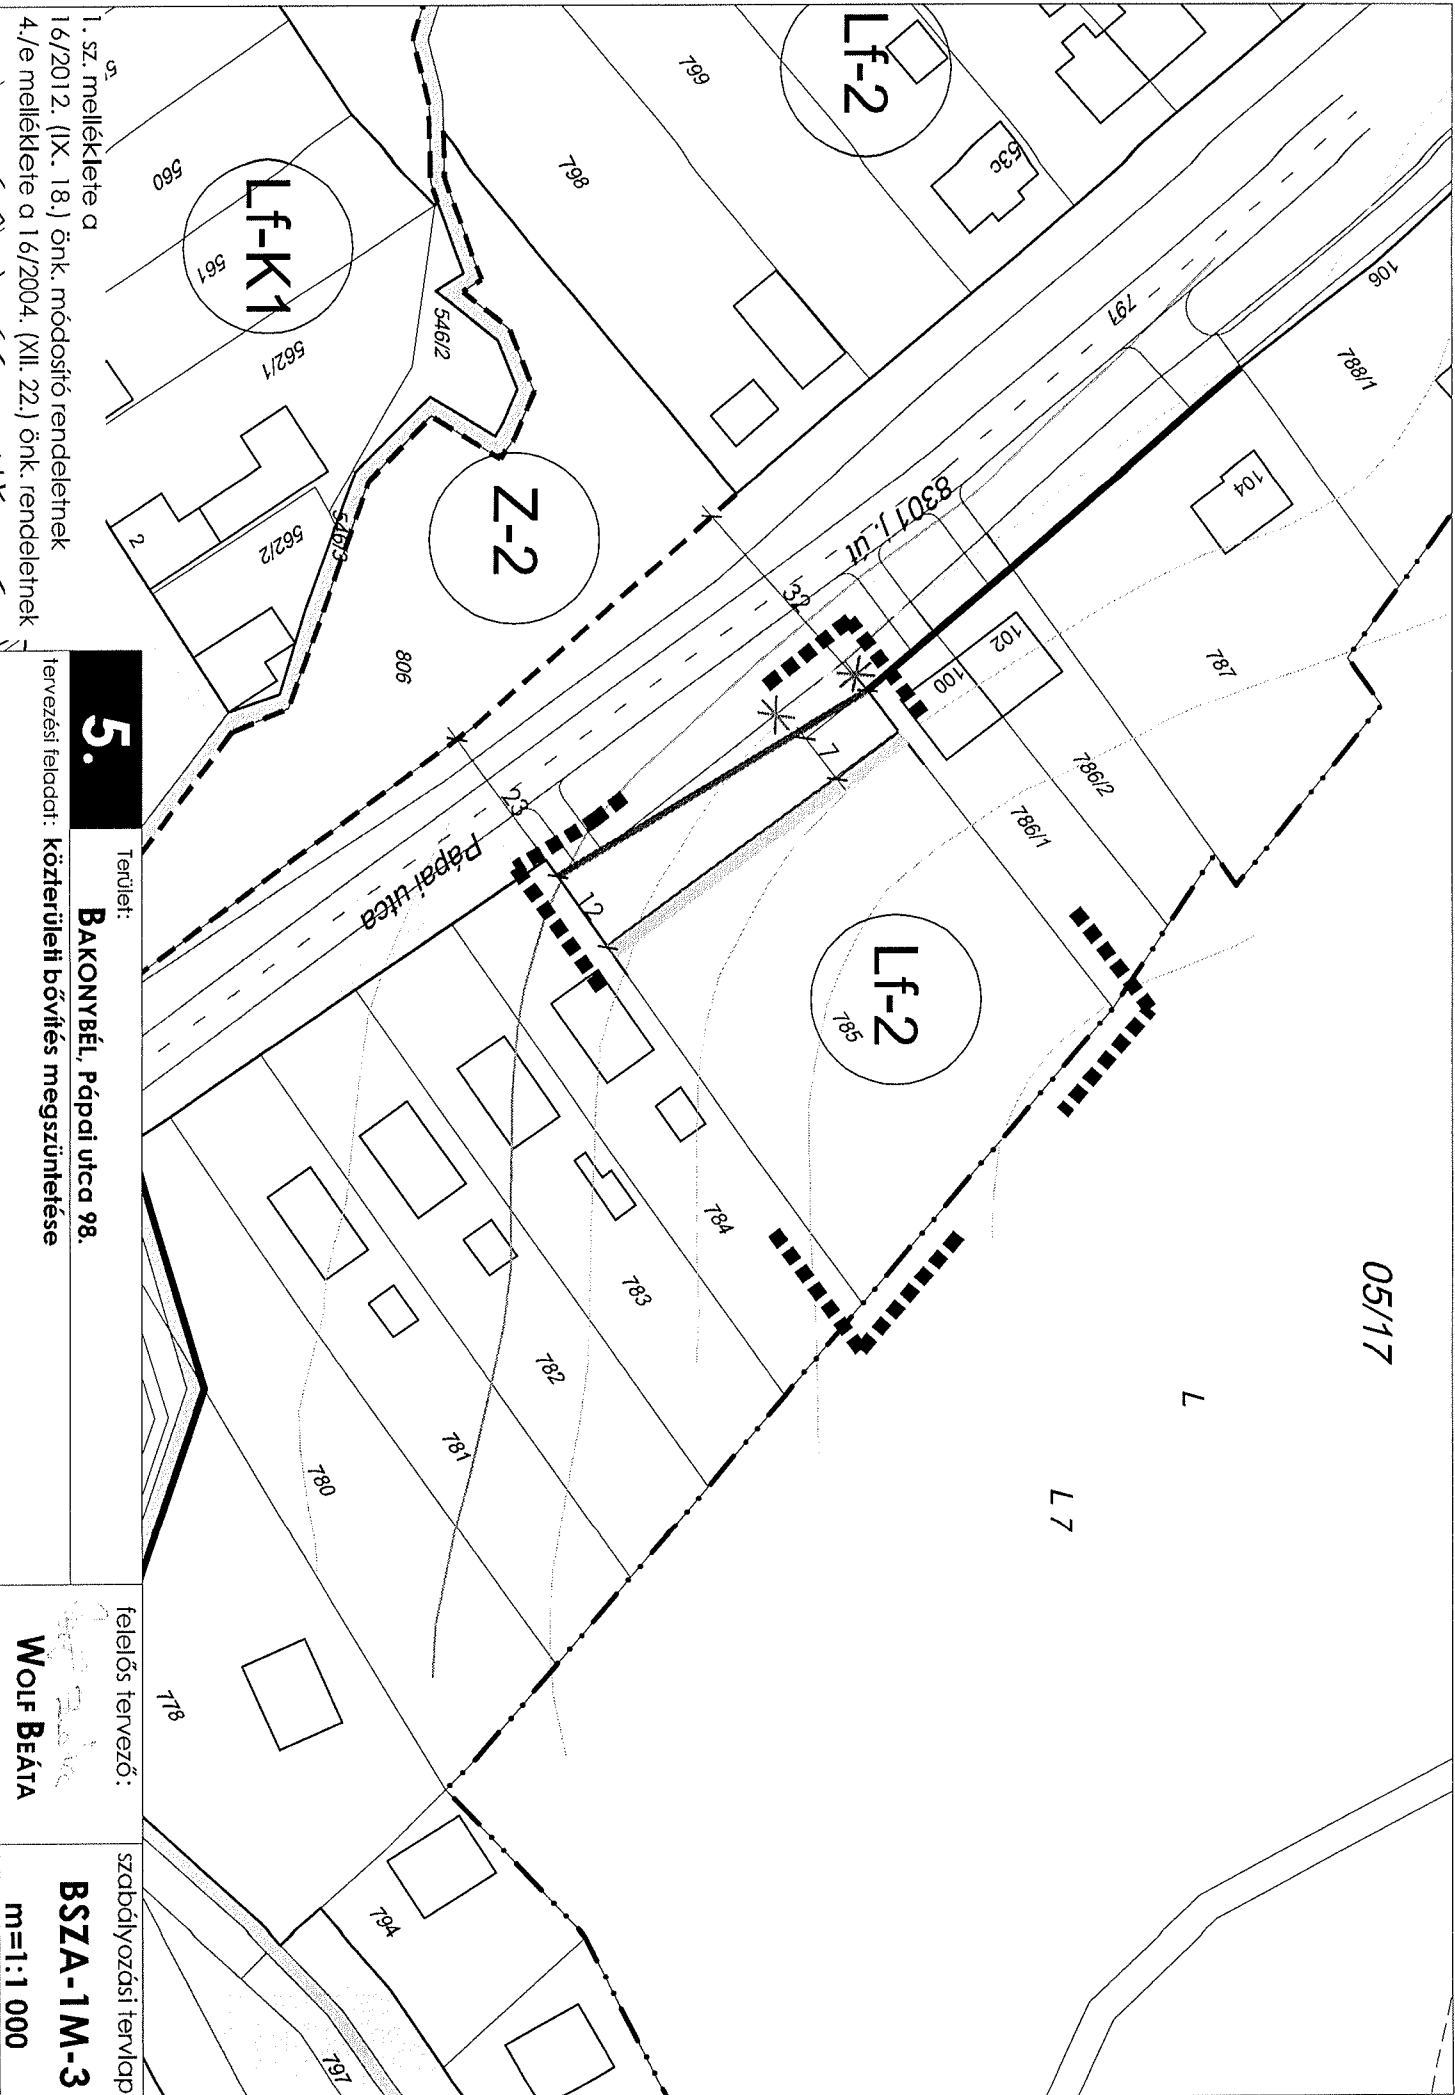 Lf-2
799
798
53c
560
Lf-K1
561
562/1
546/2
546/3
562/2
2
Z-2
806
106
791
788/1
104
8301 j. út
32
102
100
787
786/2
786/1
7
23
12
Pápai utca
Lf-2
785
784
783
782
781
780
778
794
797
05/17
L
L 7
1. sz. melléklete a
16/2012. (IX. 18.) önk. módosító rendeletnek
4./e melléklete a 16/2004. (XII. 22.) önk. rendeletnek
5.
Terület:
BAKONYBÉL, Pápai utca 98.
tervezési feladat: közterületi bővítés megszüntetése
felelős tervező:
WOLF BEÁTA
szabályozási tervlap
BSZA-1M-3
m=1:1 000